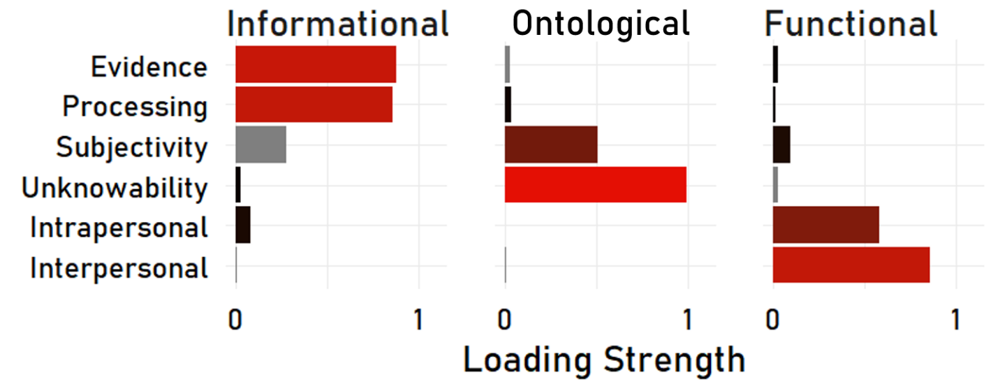 Informational Ontological Functional
Evidence
Processing
Subjectivity
Unknowability
Intrapersonal
Interpersonal
0 1 0 1 0 1
Loading Strength